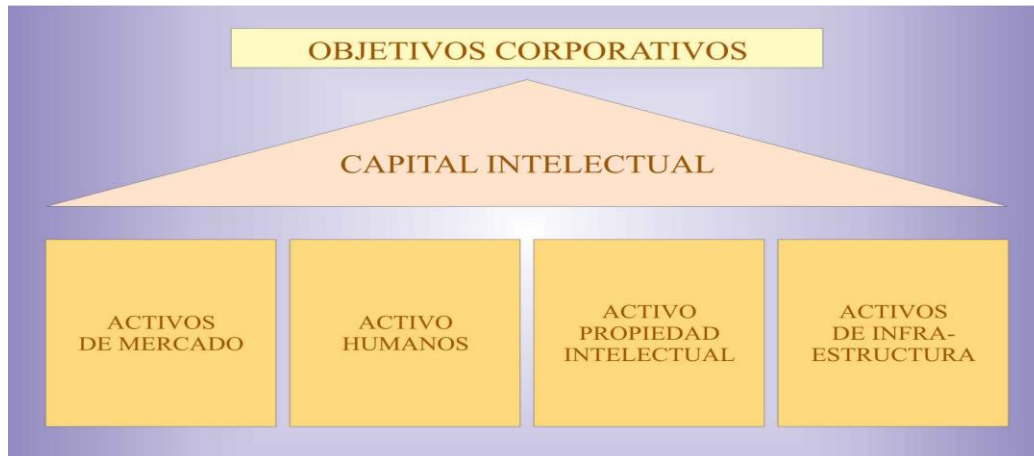 OBJETIVOS CORPORATIVOS
CAPITAL INTELECTUAL
ACTIVOS
DE MERCADO
ACTIVO
HUMANOS
ACTIVO
PROPIEDAD
INTELECTUAL
ACTIVOS
DE INFRA-
ESTRUCTURA